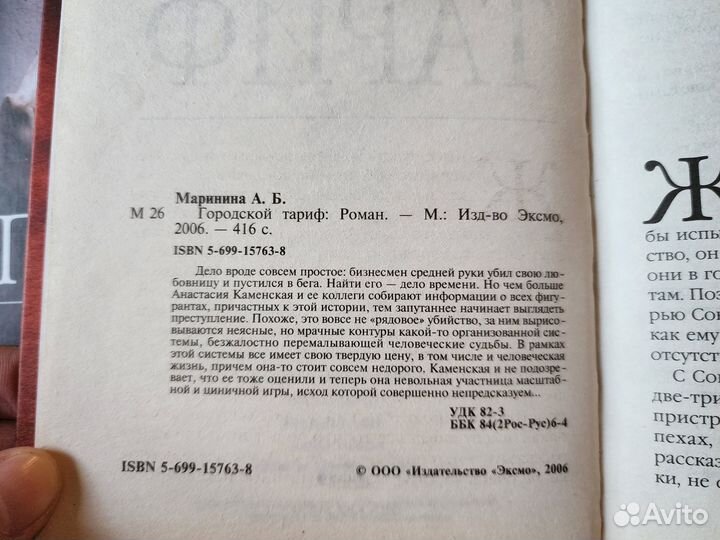 Маринина А. Б.
М 26 Городской тариф: Роман. — М.: Изд-во Эксмо,
2006. — 416 с.
ISBN 5-699-15763-8
Дело вроде совсем простое: бизнесмен средней руки убил свою лю-
бовницу и пустился в бега. Найти его — дело времени. Но чем больше
Анастасия Каменская и ее коллеги собирают информации о всех фигу-
рантах, причастных к этой истории, тем запутаннее начинает выглядеть
преступление. Похоже, это вовсе не «рядовое» убийство, за ним вырисо-
вываются неясные, но мрачные контуры какой-то организованной сис-
темы, безжалостно перемалывающей человеческие судьбы. В рамках
этой системы все имеет свою твердую цену, в том числе и человеческая
жизнь, причем она-то стоит совсем недорого. Каменская и не подозре-
вает, что ее тоже оценили и теперь она невольная участница масштаб-
ной и циничной игры, исход которой совершенно непредсказуем...
УДК 82-3
ББК 84(2Рос-Рус)6-4
ISBN 5-699-15763-8
© ООО «Издательство «Эксмо», 2006
Ж
бы испы
ство, он
они в го
там. Поз
рью Сон
как ему
отсутст
С Сон
две-три
пристр
пехах,
рассказ
ки, не с
Avito